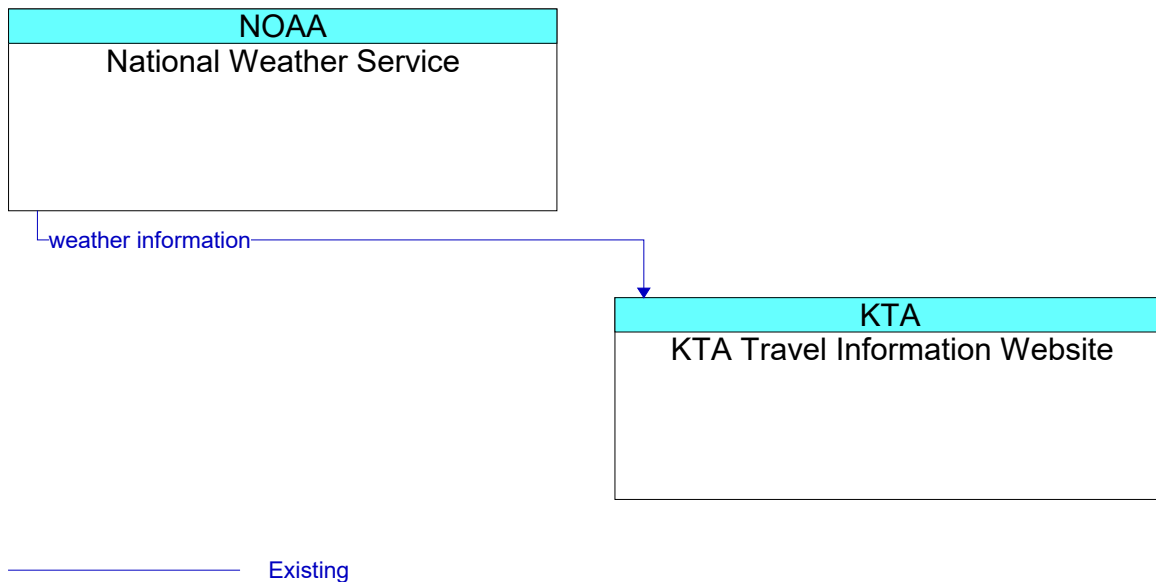 NOAA
National Weather Service
weather information
KTA
KTA Travel Information Website
Existing